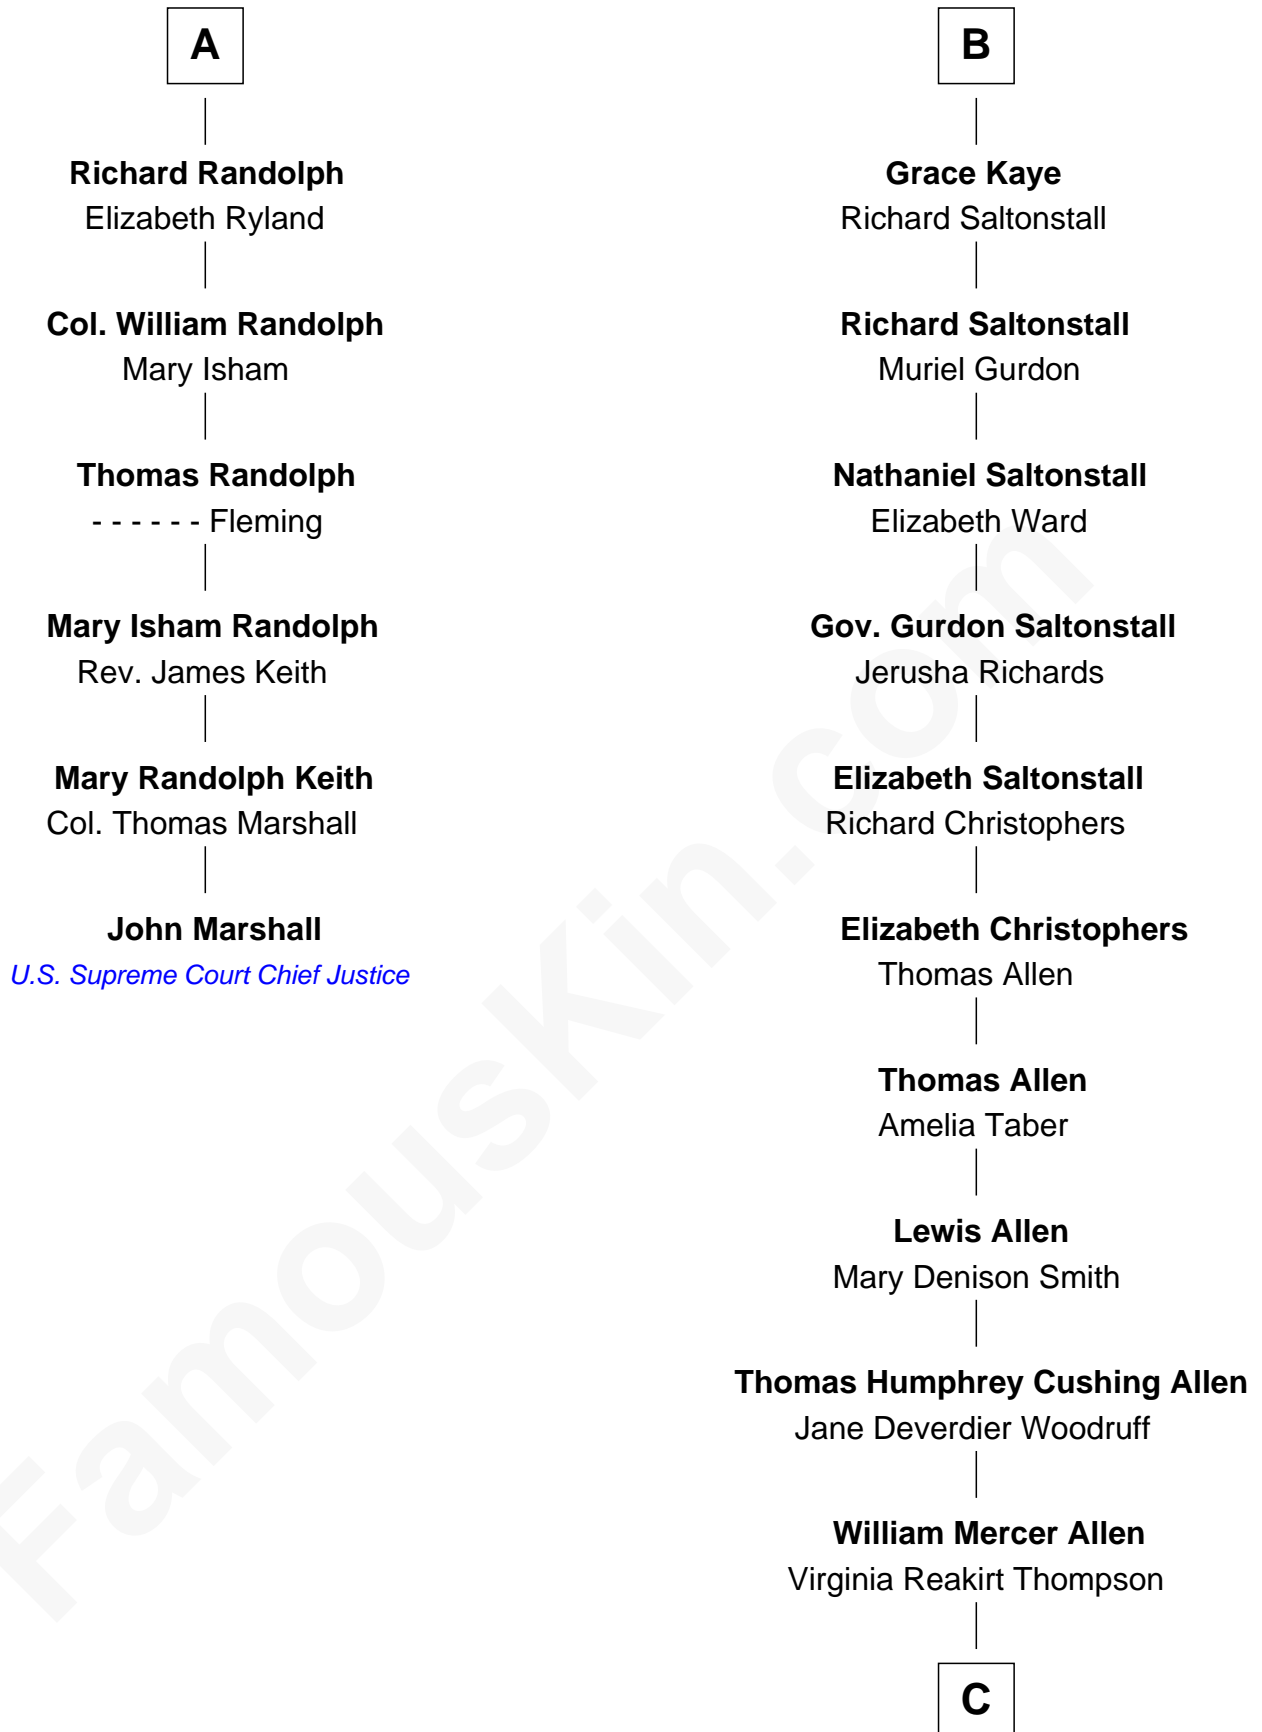 A
Richard Randolph
Elizabeth Ryland
Col. William Randolph
Mary Isham
Thomas Randolph
- - - - - - Fleming
Mary Isham Randolph
Rev. James Keith
Mary Randolph Keith
Col. Thomas Marshall
John Marshall
U.S. Supreme Court Chief Justice
B
Grace Kaye
Richard Saltonstall
Richard Saltonstall
Muriel Gurdon
Nathaniel Saltonstall
Elizabeth Ward
Gov. Gurdon Saltonstall
Jerusha Richards
Elizabeth Saltonstall
Richard Christophers
Elizabeth Christophers
Thomas Allen
Thomas Allen
Amelia Taber
Lewis Allen
Mary Denison Smith
Thomas Humphrey Cushing Allen
Jane Deverdier Woodruff
William Mercer Allen
Virginia Reakirt Thompson
C
FamousKin.com